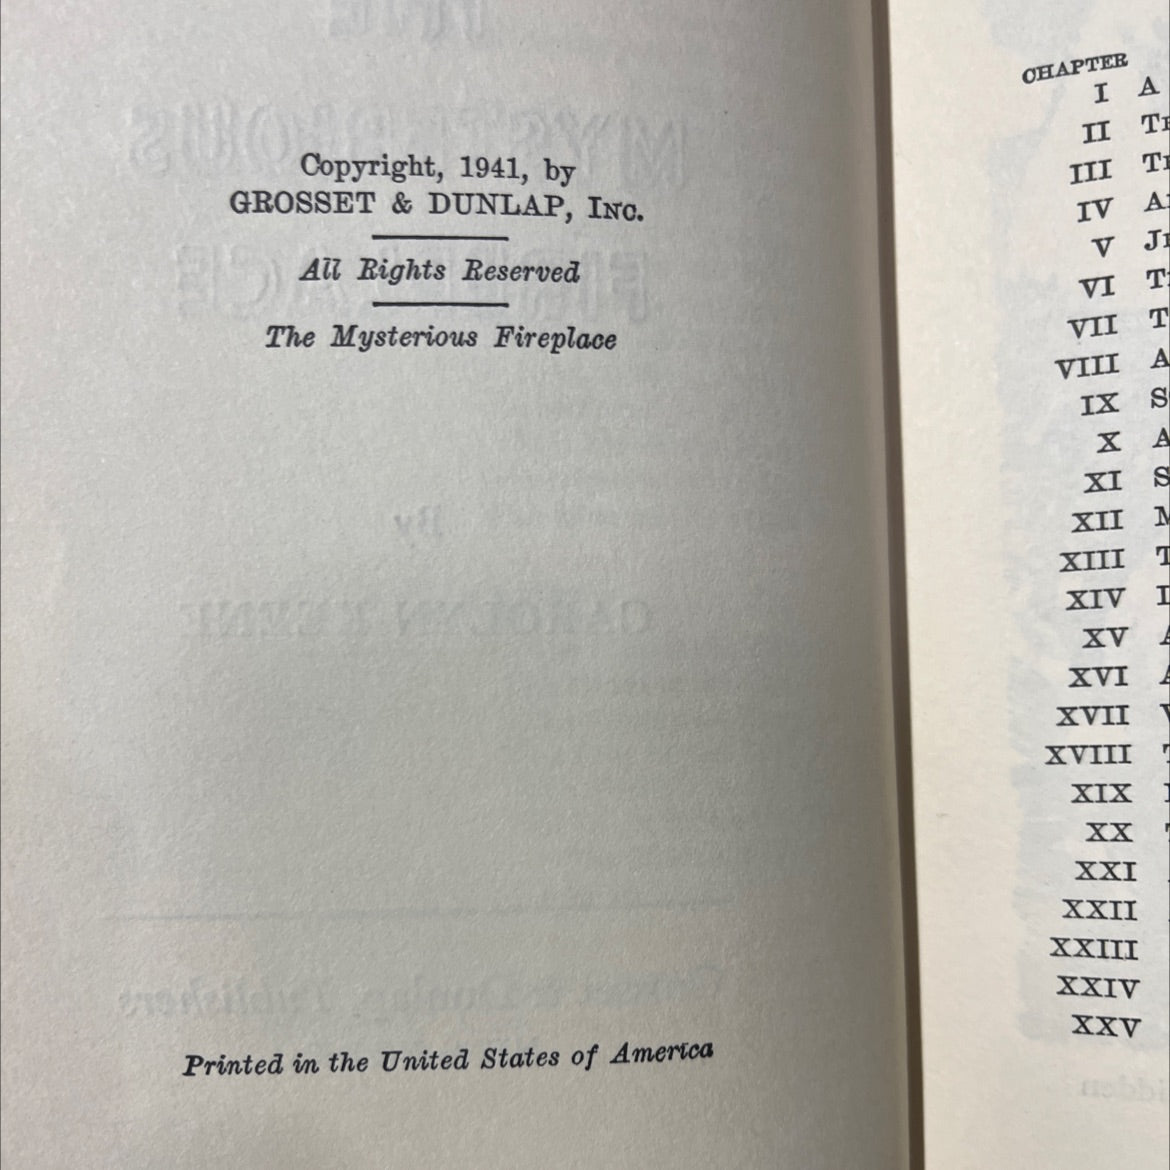 Copyright, 1941, by
GROSSET & DUNLAP, Inc.
All Rights Reserved
The Mysterious Fireplace
Printed in the United States of America
CHAPTER
I A
II
III
IV
V
VI
VII
VIII A
IX
X
XI
XII
XIII
XIV
XV
XVI
XVII
XVIII
XIX
XX
XXI
XXII
XXIII
XXIV
XXV